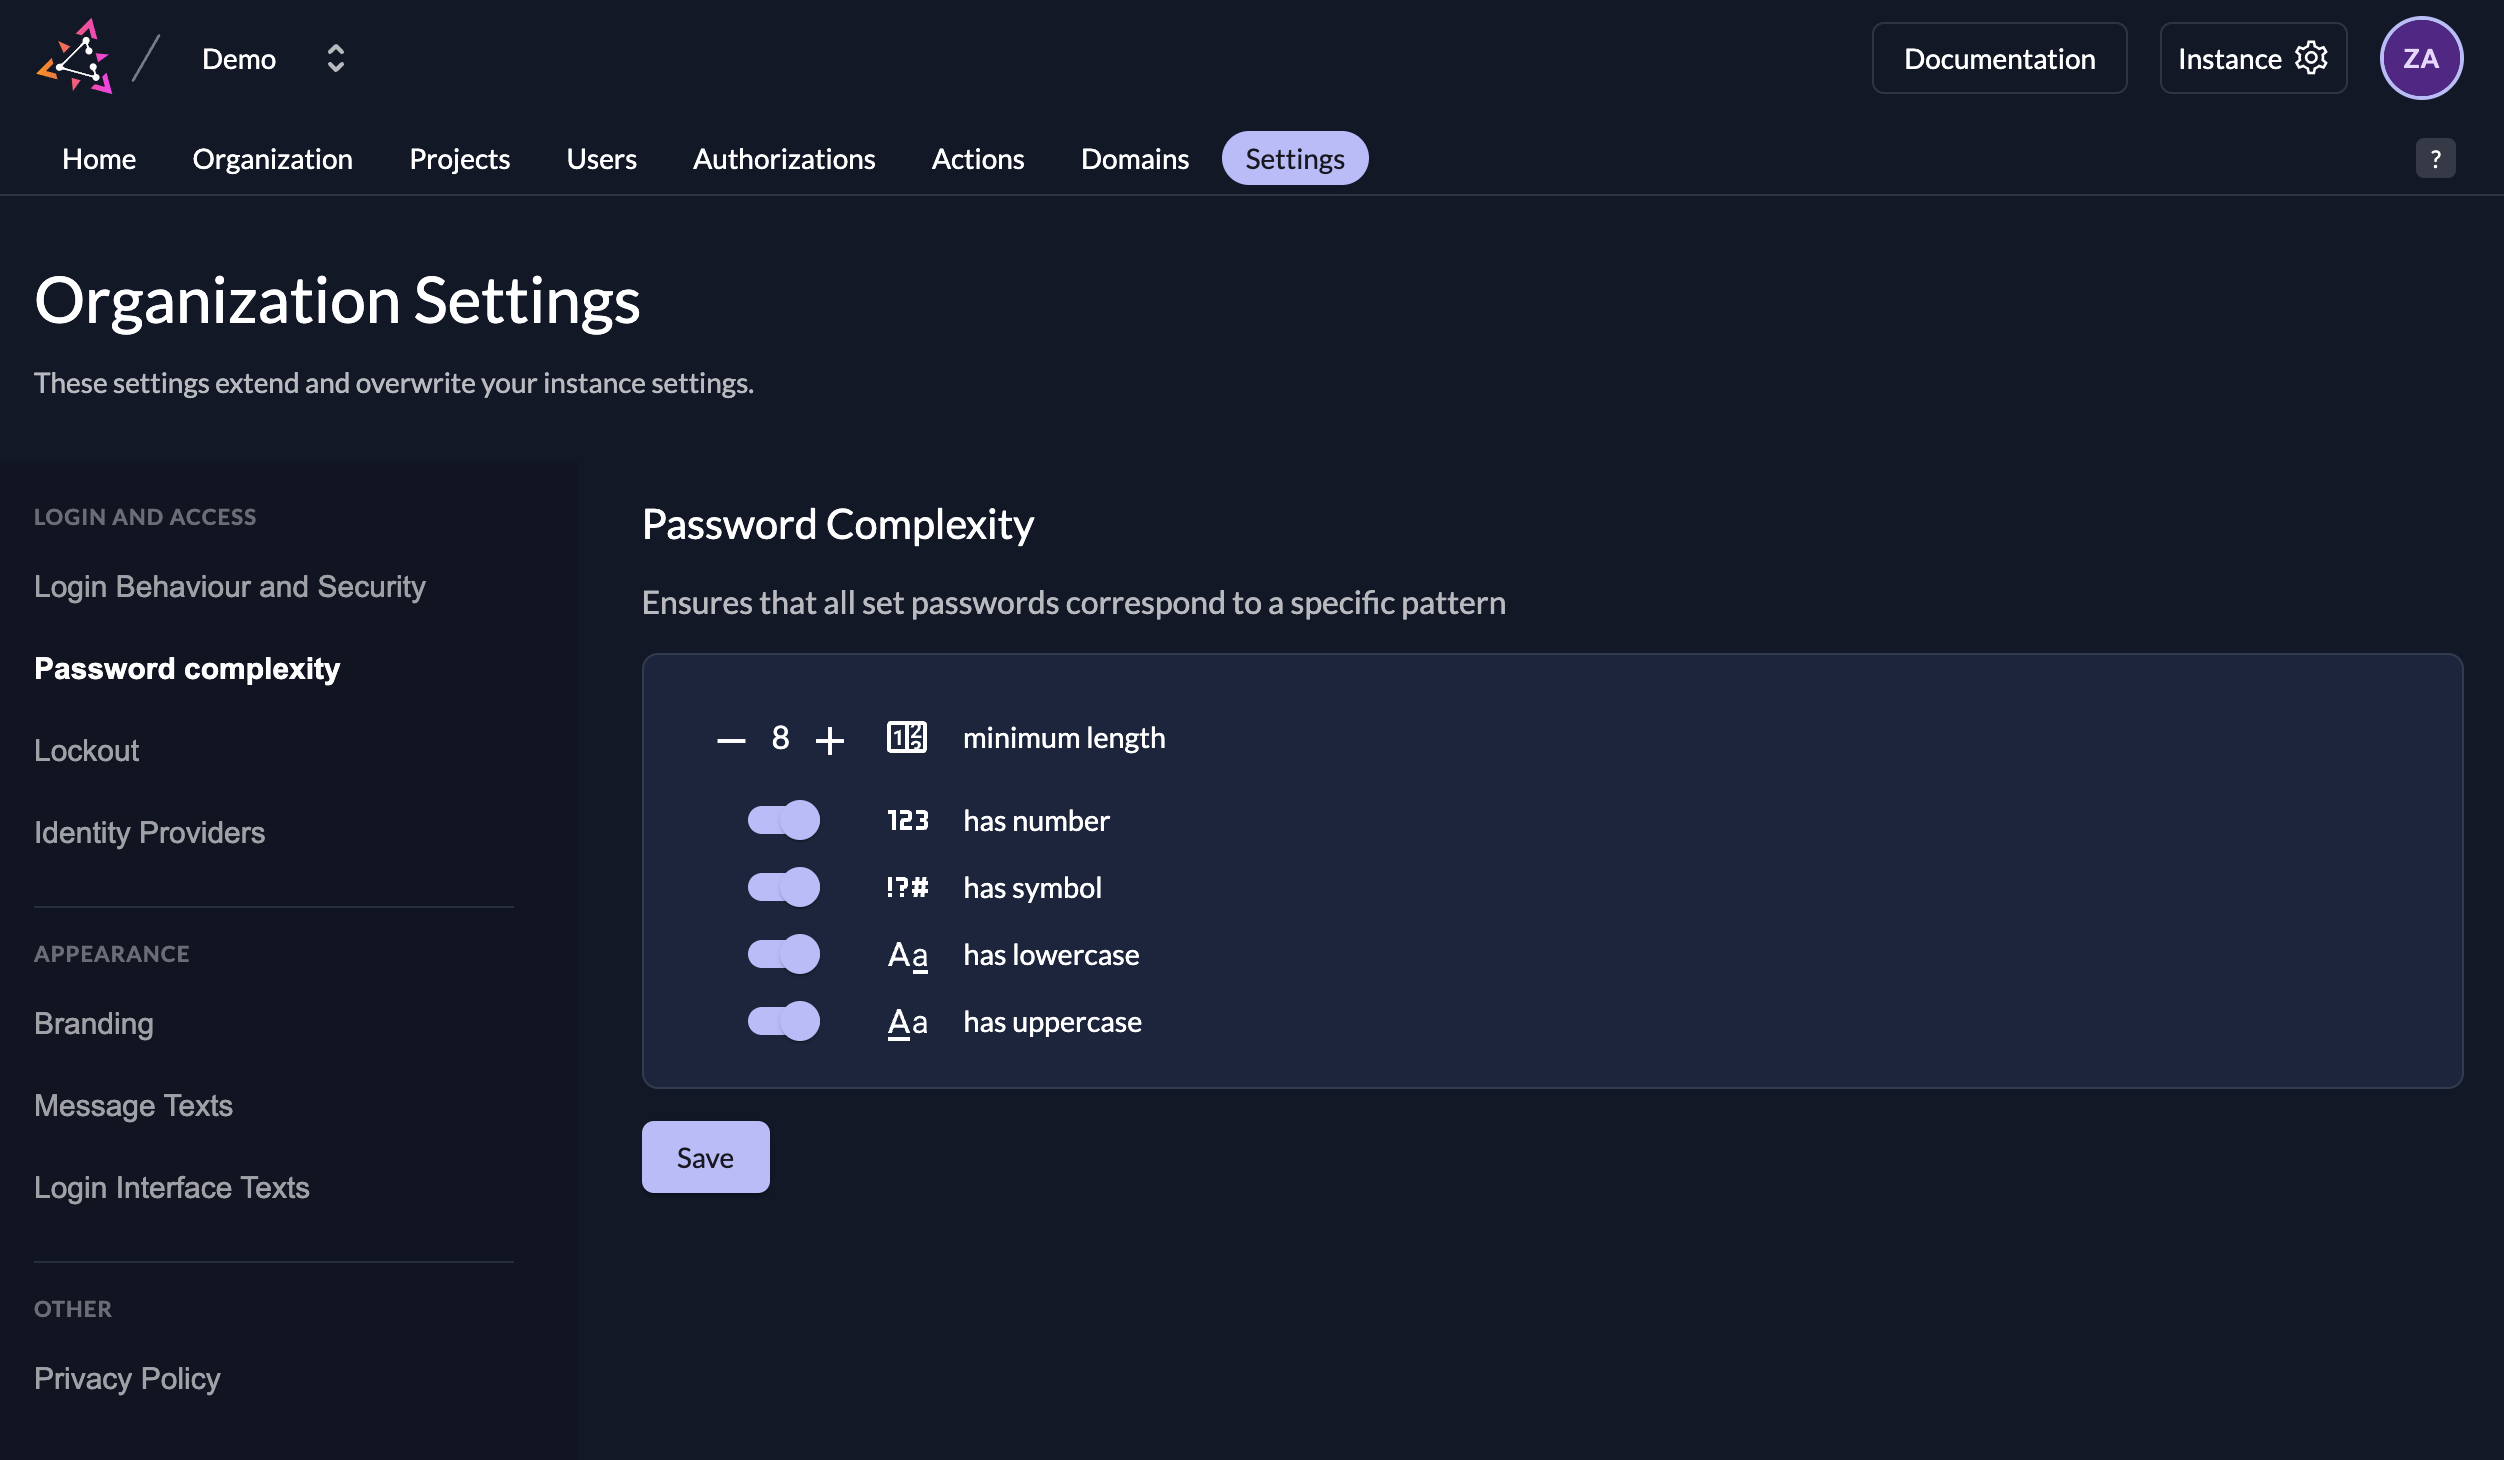 Demo
Documentation
Instance
ZA
Home
Organization
Projects
Users
Authorizations
Actions
Domains
Settings
?
Organization Settings
These settings extend and overwrite your instance settings.
LOGIN AND ACCESS
Login Behaviour and Security
Password complexity
Lockout
Identity Providers
APPEARANCE
Branding
Message Texts
Login Interface Texts
OTHER
Privacy Policy
Password Complexity
Ensures that all set passwords correspond to a specific pattern
— 8 + minimum length
123 has number
!?# has symbol
Aa has lowercase
Aa has uppercase
Save